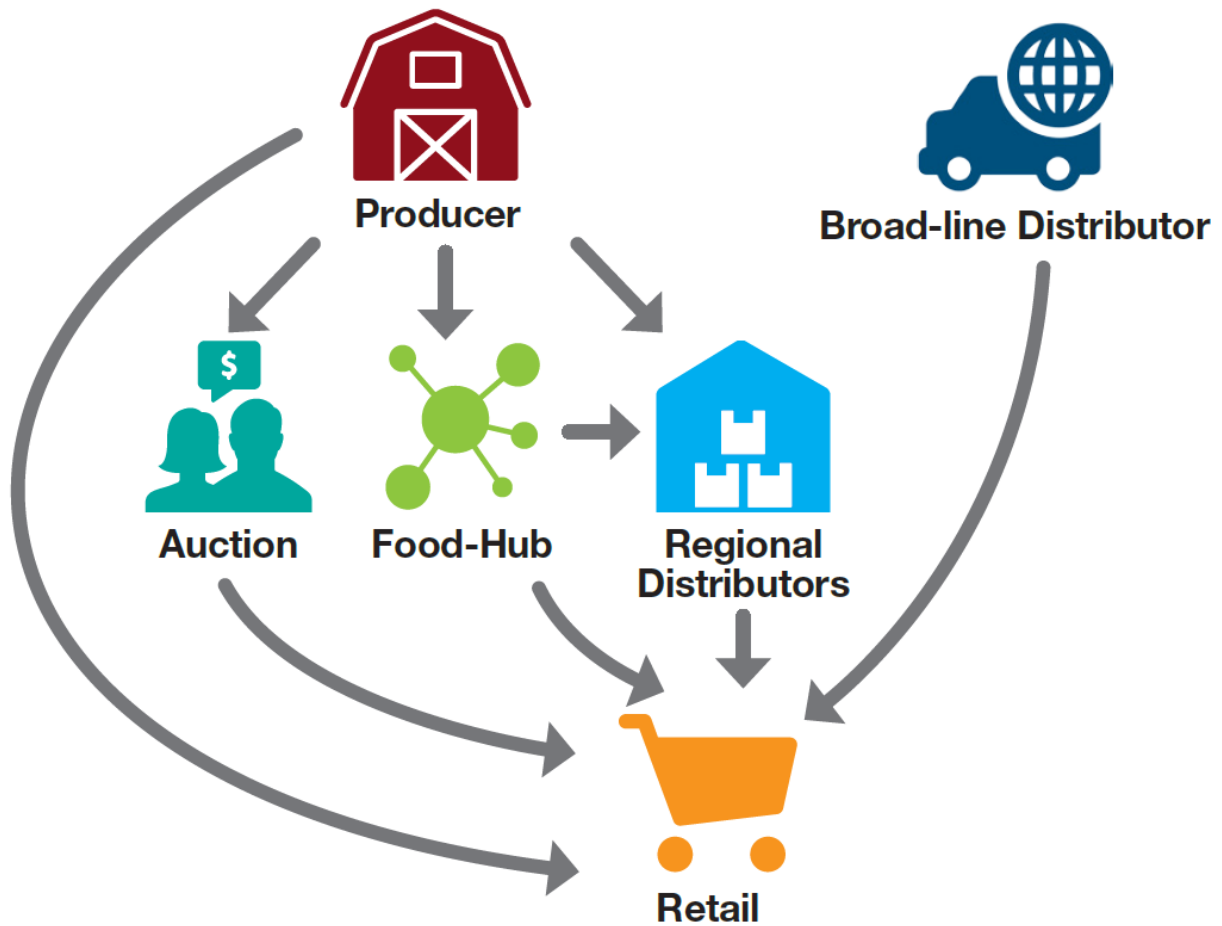 Producer
Broad-line Distributor
$
Auction
Food-Hub
Regional
Distributors
Retail